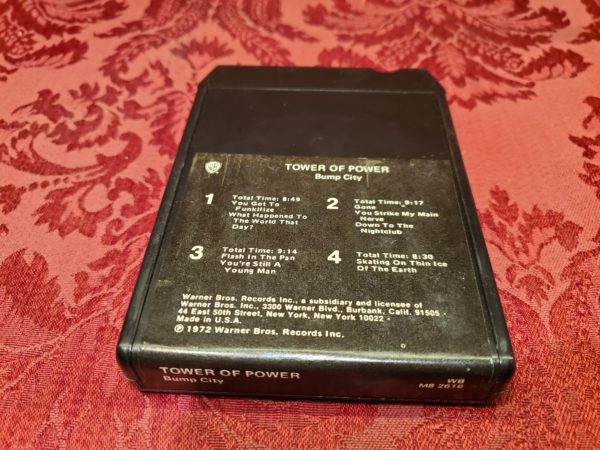 TOWER OF POWER
Bump City
1
Total Time: 8:49
You Got To
Funkifize
What Happened To
The World That
Day?
2
Total Time: 9:17
Gone
You Strike My Main
Nerve
Down To The
Nightclub
3
Total Time: 9:14
Flash In The Pan
You're Still A
Young Man
4
Total Time: 8:30
Skating On Thin Ice
Of The Earth
Warner Bros. Records Inc., a subsidiary and licensee of
Warner Bros. Inc., 3300 Warner Blvd., Burbank, Calif. 91505 ·
44 East 50th Street, New York, New York 10022 ·
Made in U.S.A.
℗ 1972 Warner Bros. Records Inc.
TOWER OF POWER
Bump City
WB
M8 2616